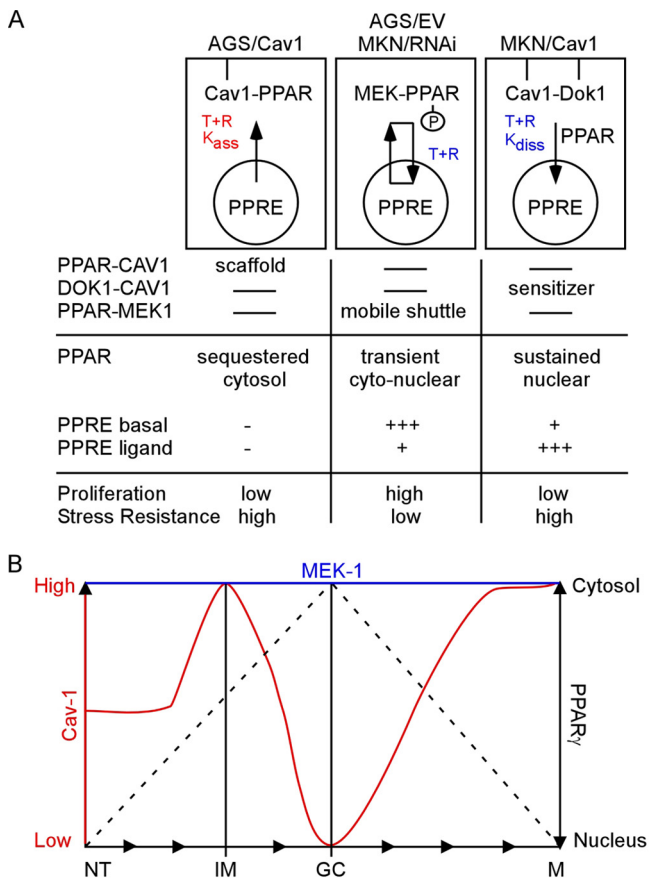 A
AGS/Cav1
AGS/EV
MKN/RNAi
MKN/Cav1
Cav1-PPAR
T+R
Kass
PPRE
MEK-PPAR
P
T+R
PPRE
Cav1-Dok1
T+R
Kdiss
PPAR
PPRE
PPAR-CAV1 scaffold
DOK1-CAV1 sensitizer
PPAR-MEK1 mobile shuttle
PPAR sequestered transient sustained
cytosol cyto-nuclear nuclear
PPRE basal - +++ +
PPRE ligand - + +++
Proliferation low high low
Stress Resistance high low high
B
MEK-1
High
Cytosol
Cav-1
PPARγ
Low
Nucleus
NT IM GC M